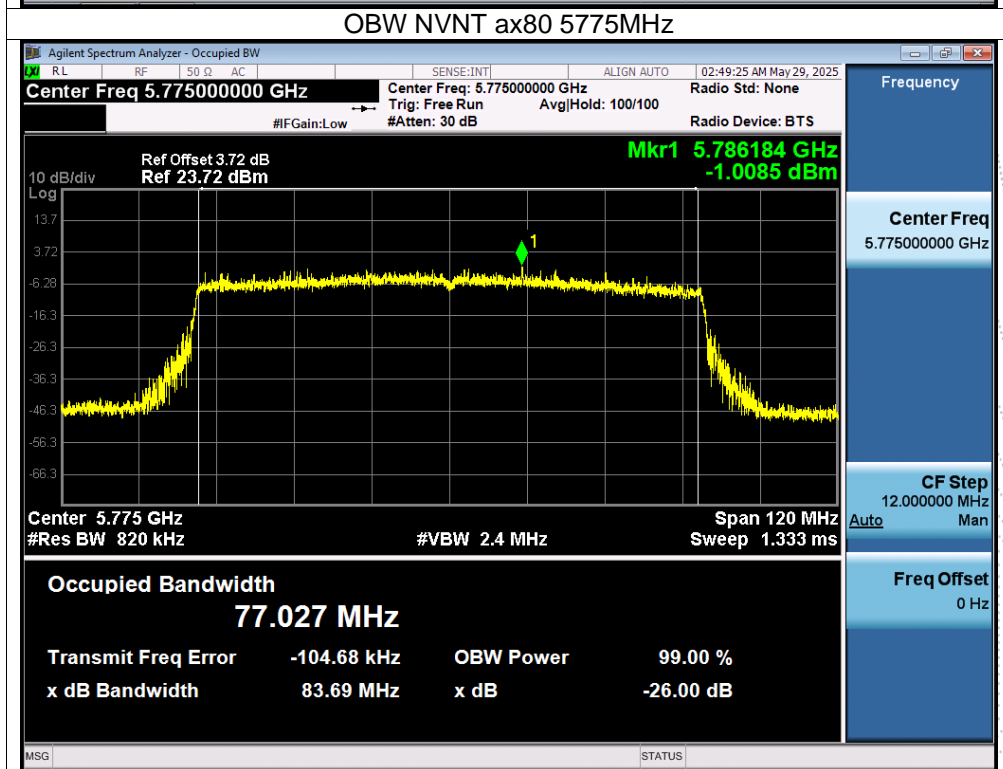 OBW NVNT ax80 5775MHz
Agilent Spectrum Analyzer - Occupied BW
LXI RL RF 50 Ω AC SENSE:INT ALIGN AUTO 02:49:25 AM May 29, 2025
Center Freq 5.775000000 GHz
Center Freq: 5.775000000 GHz Radio Std: None
Trig: Free Run Avg|Hold: 100/100
#IFGain:Low #Atten: 30 dB Radio Device: BTS
Frequency
Mkr1 5.786184 GHz
-1.0085 dBm
Ref Offset 3.72 dB
10 dB/div Ref 23.72 dBm
Log
13.7
3.72
-6.28
-16.3
-26.3
-36.3
-46.3
-56.3
-66.3
1
Center 5.775 GHz Span 120 MHz
#Res BW 820 kHz #VBW 2.4 MHz Sweep 1.333 ms
Center Freq
5.775000000 GHz
CF Step
12.000000 MHz
Auto Man
Freq Offset
0 Hz
Occupied Bandwidth
77.027 MHz
Transmit Freq Error -104.68 kHz OBW Power 99.00 %
x dB Bandwidth 83.69 MHz x dB -26.00 dB
MSG STATUS